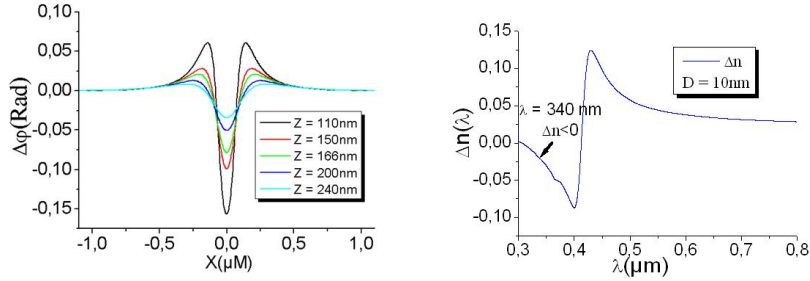 0,05
0,00
-0,05
-0,10
-0,15
Δφ(Rad)
Z = 110nm
Z = 150nm
Z = 166nm
Z = 200nm
Z = 240nm
-1,0
-0,5
0,0
0,5
1,0
X(μM)
0,15
0,10
0,05
0,00
-0,05
-0,10
Δn(λ)
Δn
D = 10nm
λ = 340 nm
Δn<0
0,3
0,4
0,5
0,6
0,7
0,8
λ(μm)